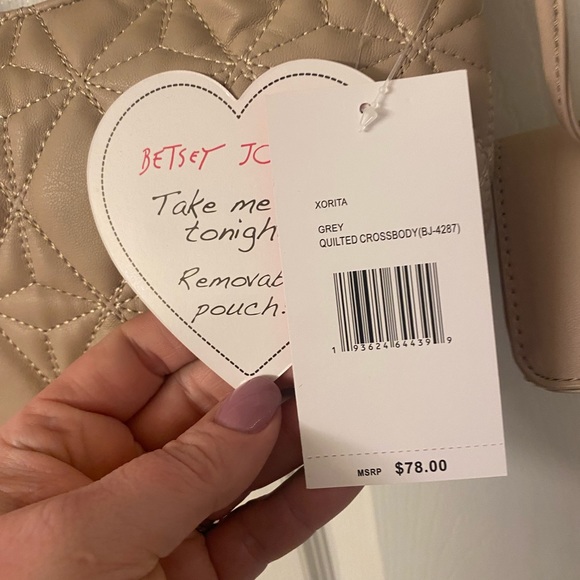 BETSEY JO
Take me
tonigh
Removab
pouch.
XORITA
GREY
QUILTED CROSSBODY(BJ-4287)
1 93624 64439 9
MSRP $78.00